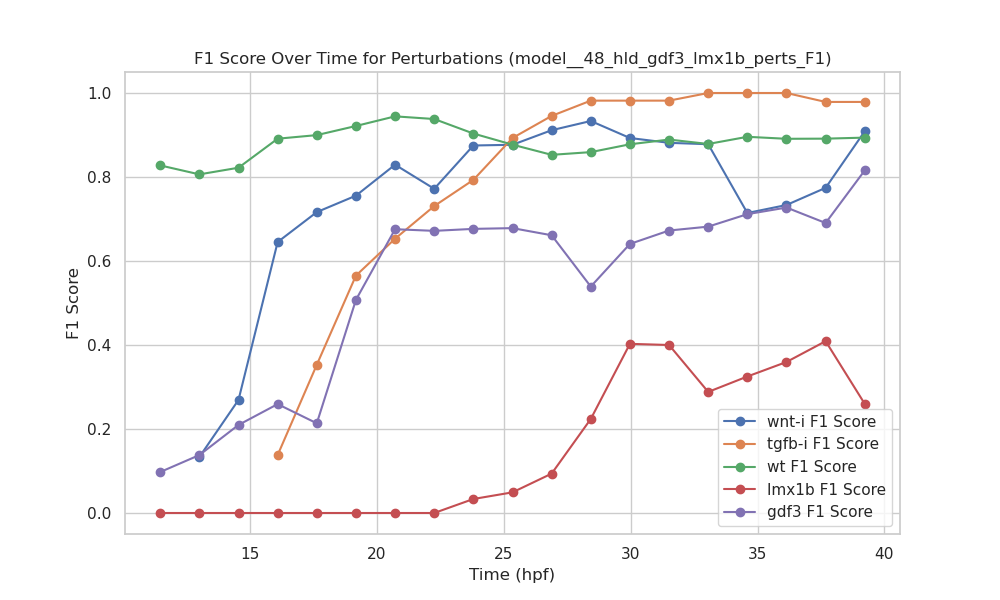 F1 Score Over Time for Perturbations (model__48_hld_gdf3_lmx1b_perts_F1)
1.0
0.8
0.6
0.4
0.2
0.0
F1 Score
wnt-i F1 Score
tgfb-i F1 Score
wt F1 Score
lmx1b F1 Score
gdf3 F1 Score
15
20
25
30
35
40
Time (hpf)